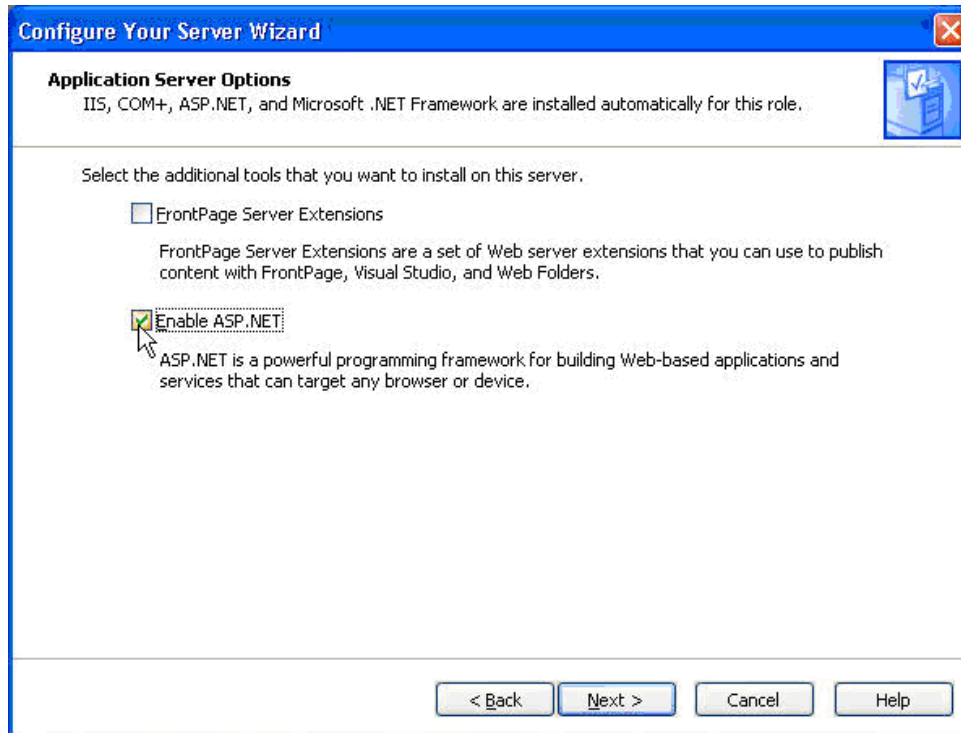 Configure Your Server Wizard
Application Server Options
IIS, COM+, ASP.NET, and Microsoft .NET Framework are installed automatically for this role.
Select the additional tools that you want to install on this server.
FrontPage Server Extensions
FrontPage Server Extensions are a set of Web server extensions that you can use to publish
content with FrontPage, Visual Studio, and Web Folders.
Enable ASP.NET
ASP.NET is a powerful programming framework for building Web-based applications and
services that can target any browser or device.
< Back Next > Cancel Help